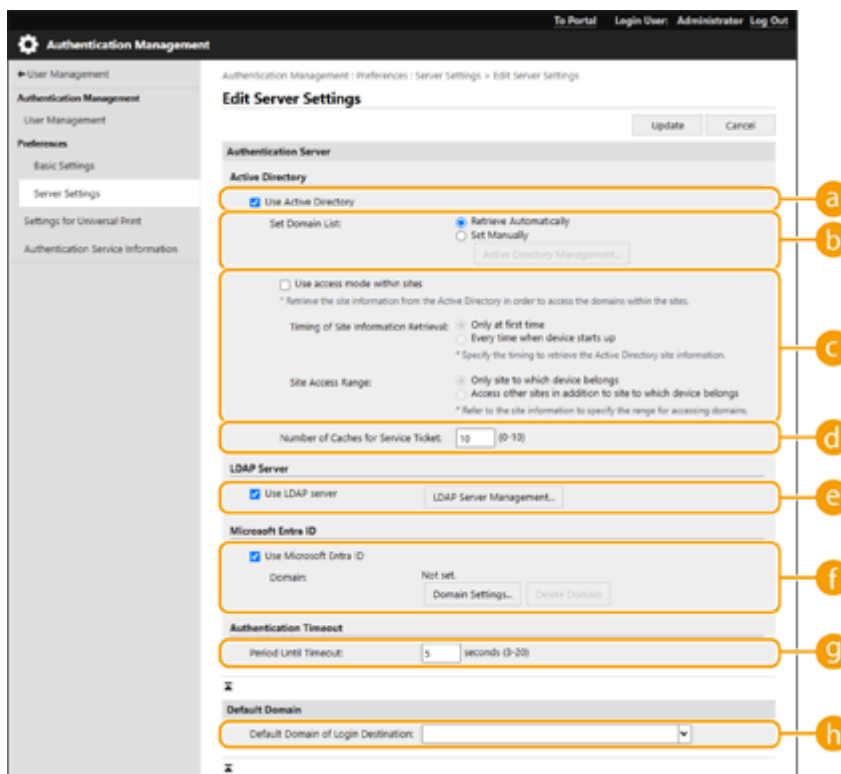 To Portal Login User: Administrator Log Out
Authentication Management
User Management
Authentication Management : Preferences : Server Settings > Edit Server Settings
Authentication Management
User Management
Preferences
Basic Settings
Server Settings
Settings for Universal Print
Authentication Service Information
Edit Server Settings
Update Cancel
Authentication Server
Active Directory
Use Active Directory
a
Set Domain List: Retrieve Automatically
Set Manually
Active Directory Management...
b
Use access mode within sites
* Retrieve the site information from the Active Directory in order to access the domains within the sites.
Timing of Site Information Retrieval: Only at first time
Every time when device starts up
* Specify the timing to retrieve the Active Directory site information.
Site Access Range: Only site to which device belongs
Access other sites in addition to site to which device belongs
* Refer to the site information to specify the range for accessing domains.
c
Number of Caches for Service Ticket: 10 (0-10)
d
LDAP Server
Use LDAP server LDAP Server Management...
e
Microsoft Entra ID
Use Microsoft Entra ID
Domain: Not set.
Domain Settings... Delete Domain
f
Authentication Timeout
Period Until Timeout: 5 seconds (3-20)
g
Default Domain
Default Domain of Login Destination:
h